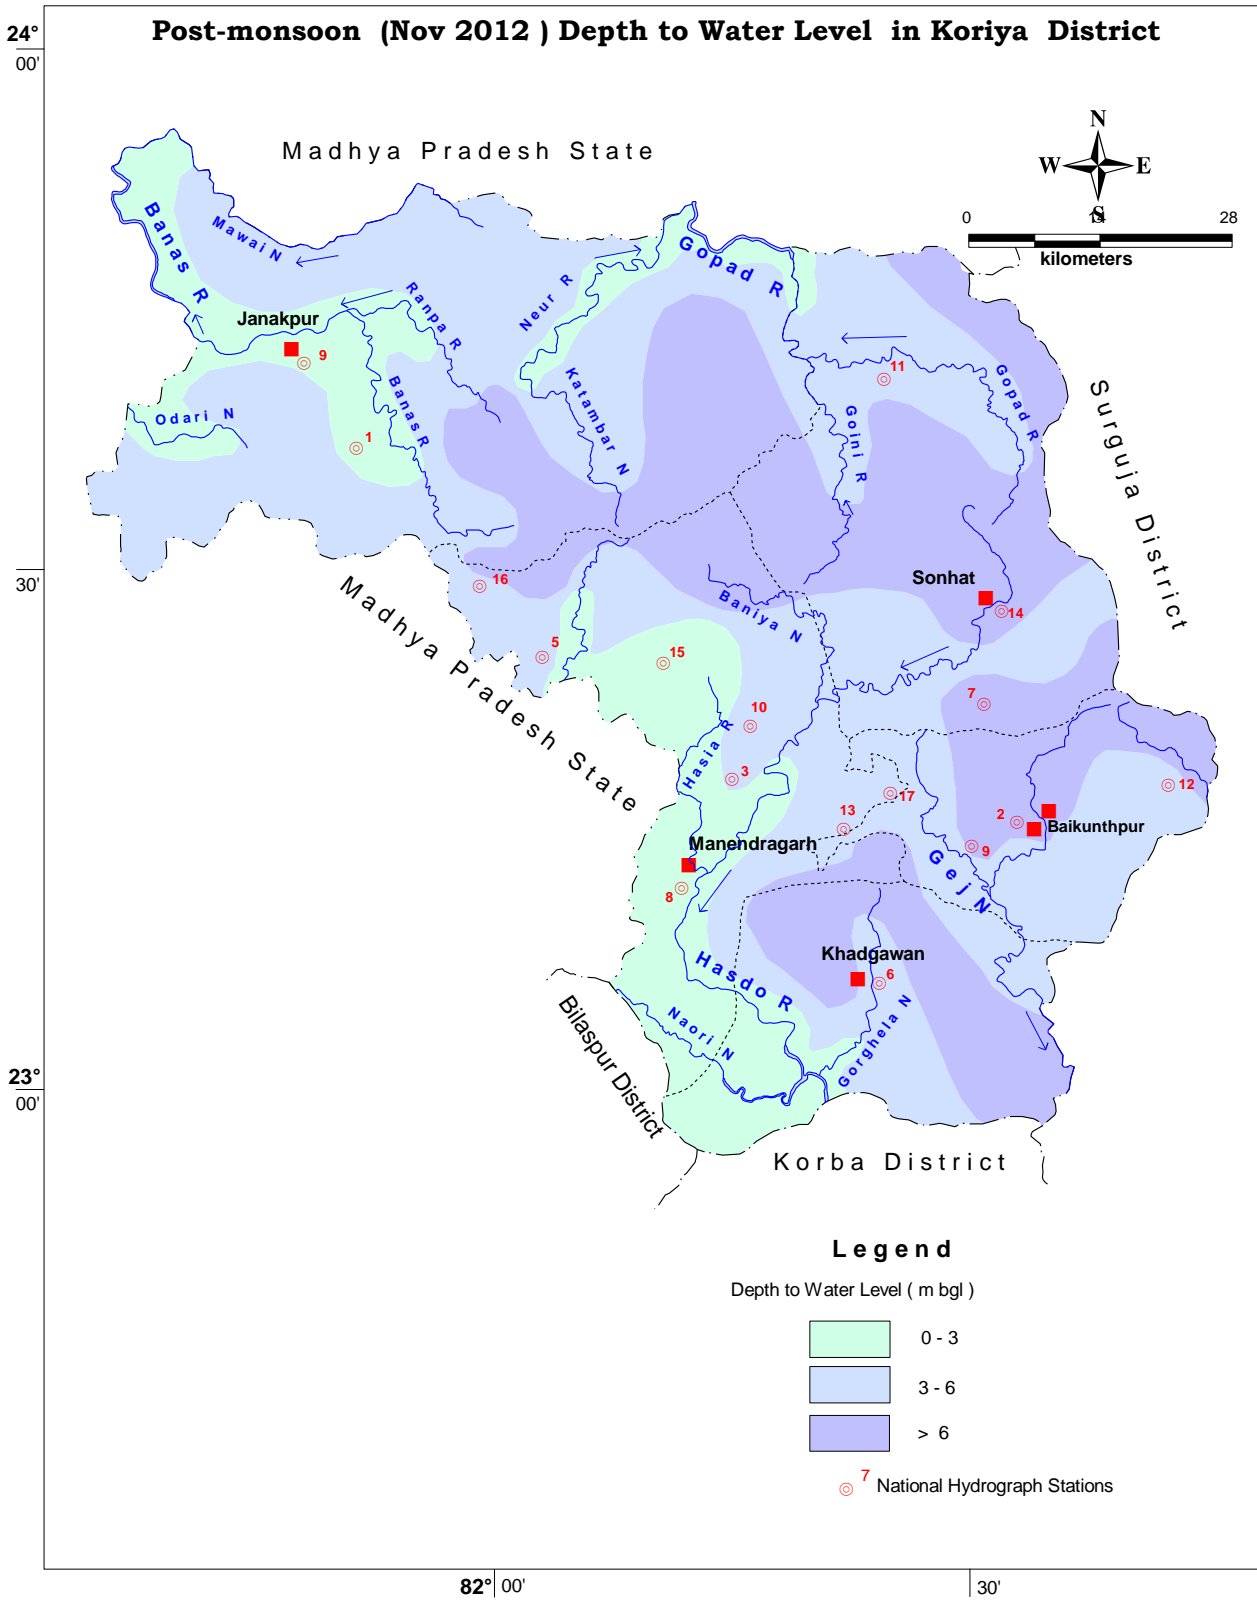 Post-monsoon (Nov 2012 ) Depth to Water Level in Koriya District
24°
00'
N
W E
S
Madhya Pradesh State
0 14 28
kilometers
Banas R
Mawai N
Gopad R
Neur R
Ranpa R
Janakpur
9
11
Gopad R
Katambar N
Banas R
Goini R
Odari N
1
Surguja District
30'
16
Sonhat
14
Baniya N
Madhya Pradesh State
5
15
7
10
Hasia R
3
12
17
13
2
Baikunthpur
Manendragarh
9
Gej N
8
Khadgawan
6
Hasdo R
Gorghela N
Naori N
Bilaspur District
23°
00'
Korba District
Legend
Depth to Water Level ( m bgl )
0 - 3
3 - 6
> 6
7 National Hydrograph Stations
82° 00'
30'